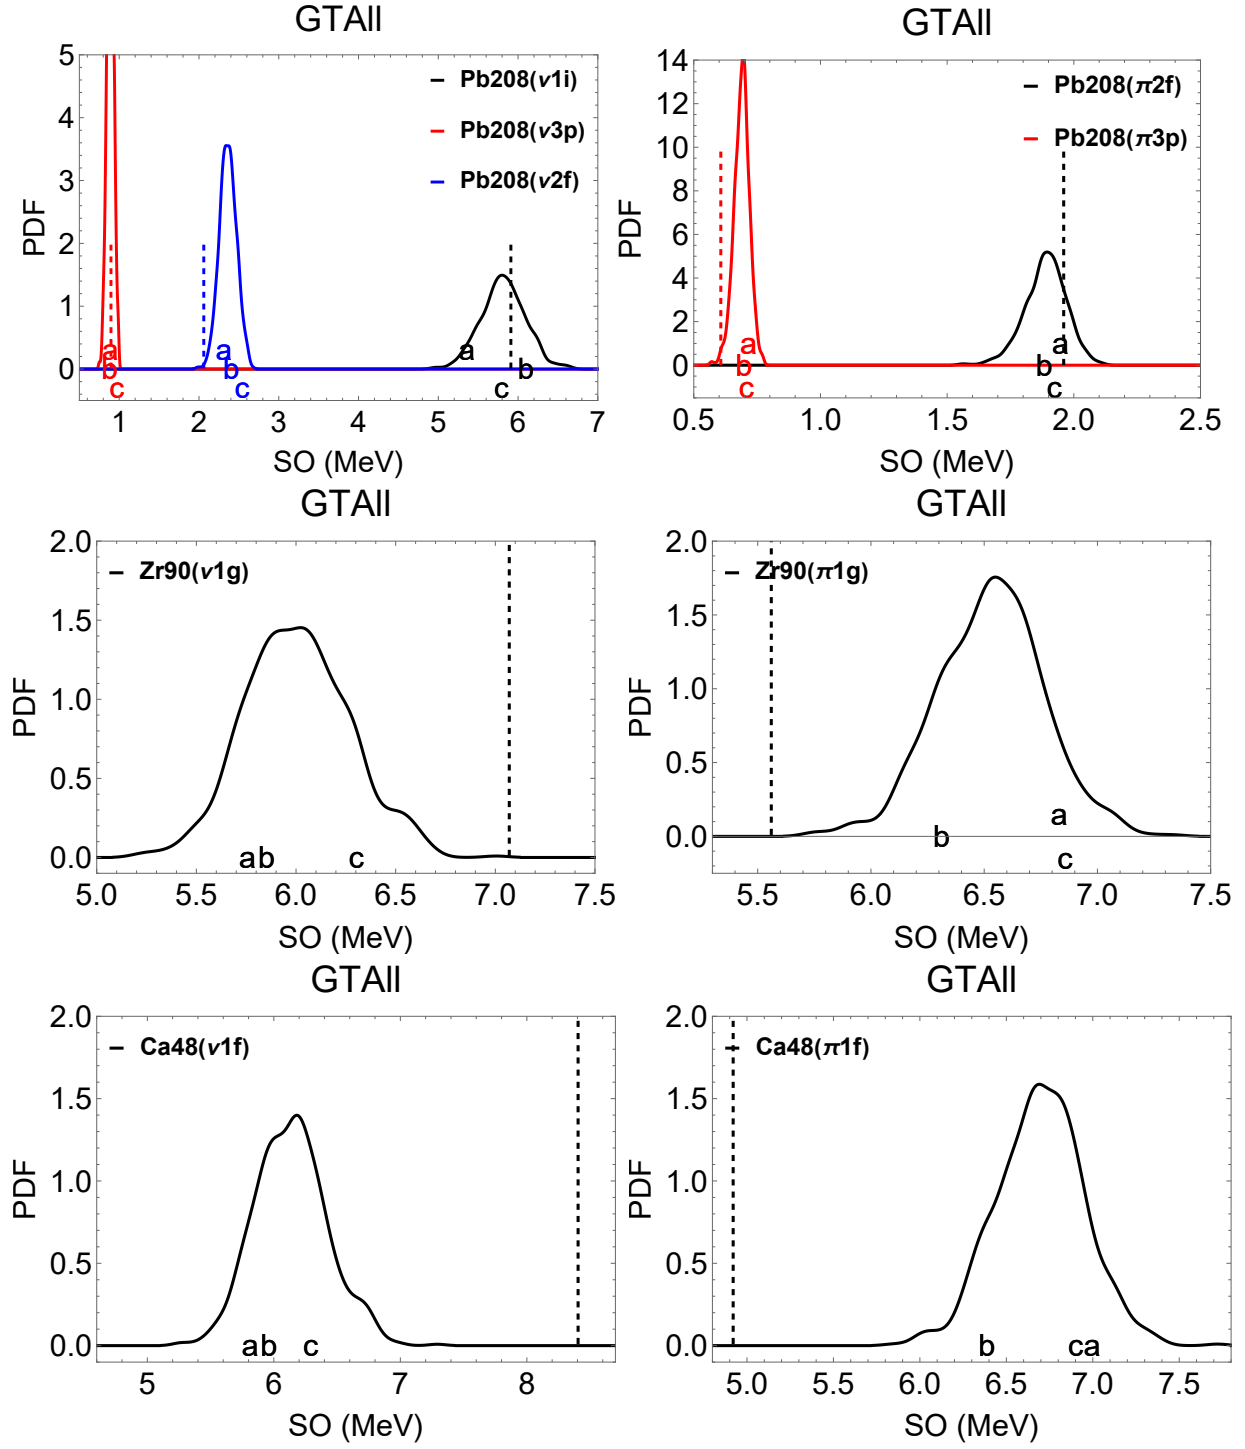 GTAll
5
4
3
2
1
0
PDF
Pb208(ν1i)
Pb208(ν3p)
Pb208(ν2f)
a
b
c
a
b
c
a
b
c
1 2 3 4 5 6 7
SO (MeV)
GTAll
14
12
10
8
6
4
2
0
PDF
Pb208(π2f)
Pb208(π3p)
a
b
c
a
b
c
0.5 1.0 1.5 2.0 2.5
SO (MeV)
GTAll
2.0
1.5
1.0
0.5
0.0
PDF
Zr90(ν1g)
ab c
5.0 5.5 6.0 6.5 7.0 7.5
SO (MeV)
GTAll
2.0
1.5
1.0
0.5
0.0
PDF
Zr90(π1g)
a
b
c
5.5 6.0 6.5 7.0 7.5
SO (MeV)
GTAll
2.0
1.5
1.0
0.5
0.0
PDF
Ca48(ν1f)
ab c
5 6 7 8
SO (MeV)
GTAll
2.0
1.5
1.0
0.5
0.0
PDF
Ca48(π1f)
b ca
5.0 5.5 6.0 6.5 7.0 7.5
SO (MeV)